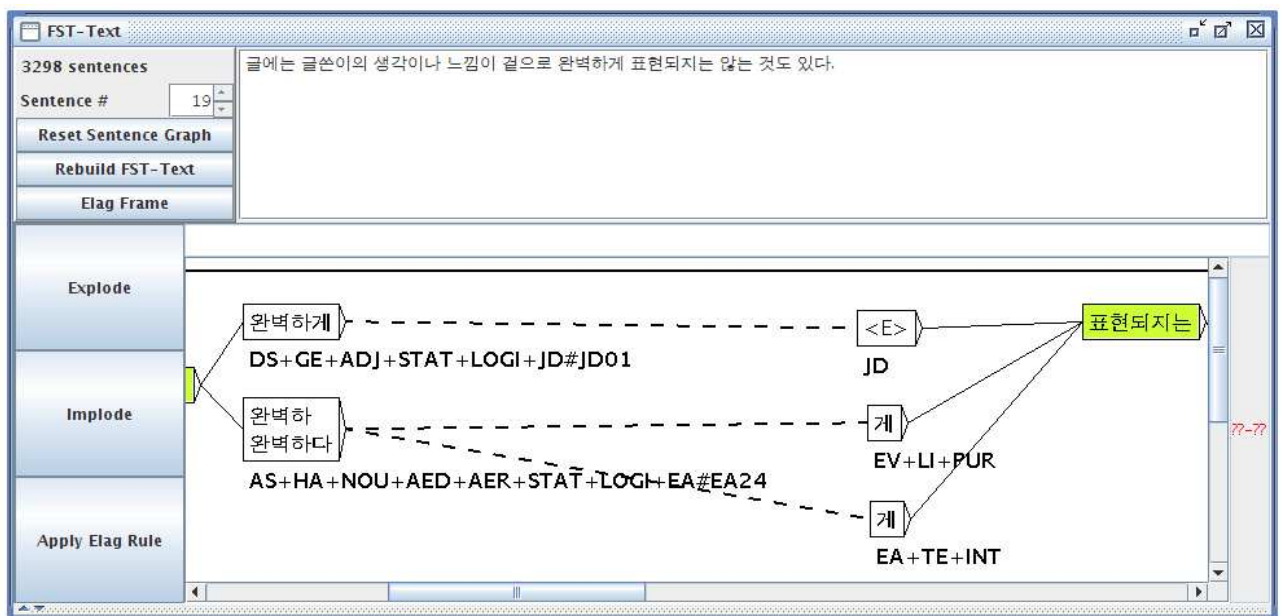 FST-Text
3298 sentences
Sentence # 19
Reset Sentence Graph
Rebuild FST-Text
Elag Frame
글에는 글쓴이의 생각이나 느낌이 겉으로 완벽하게 표현되지는 않는 것도 있다.
Explode
Implode
Apply Elag Rule
완벽하게
DS+GE+ADJ+STAT+LOGI+JD#JD01
<E>
JD
표현되지는
완벽하
완벽하다
AS+HA+NOU+AED+AER+STAT+LOGI+EA#EA24
게
EV+LI+PUR
게
EA+TE+INT
??-??